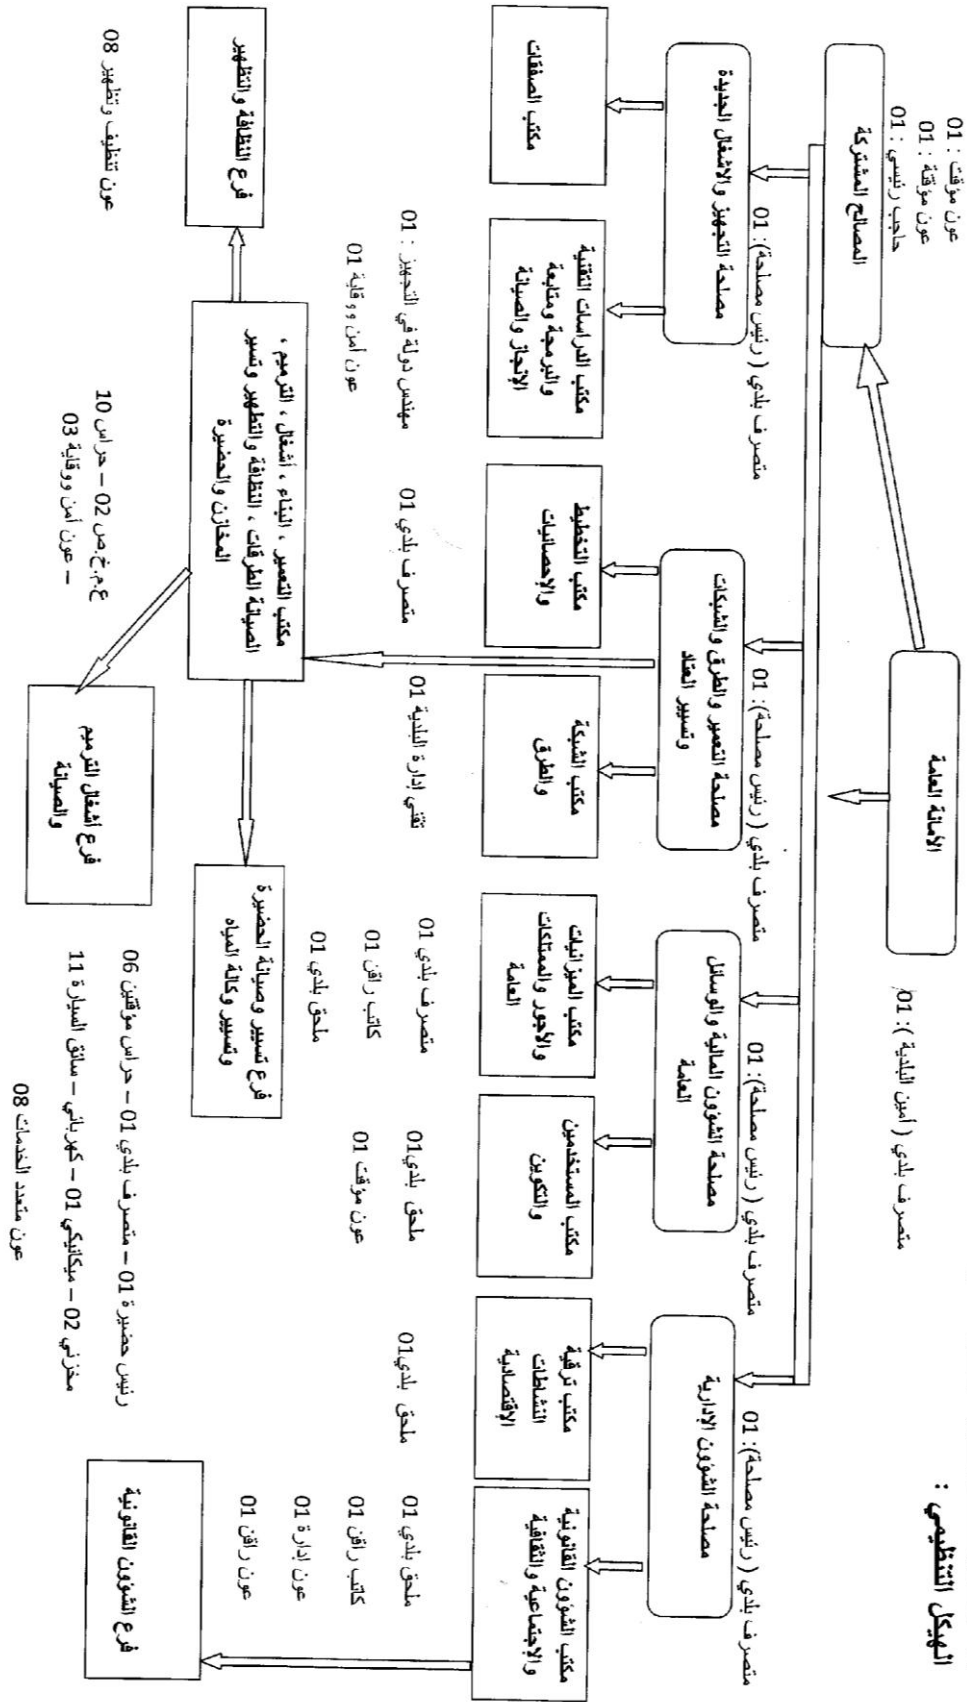 الهيكل التنظيمي :
الأمانة العامة
متصرف بلدي ( أمين البلدية ): 01
المصالح المشتركة
عون مؤقت : 01
عون مؤقتة : 01
حاجب رئيسي : 01
متصرف بلدي ( رئيس مصلحة): 01
مصلحة الشؤون الإدارية
متصرف بلدي ( رئيس مصلحة): 01
مصلحة الشؤون المالية والوسائل
العامة
متصرف بلدي ( رئيس مصلحة): 01
مصلحة التعمير والطرق والشبكات
وتسيير العتاد
متصرف بلدي ( رئيس مصلحة): 01
مصلحة التجهيز والاشغال الجديدة
مكتب الشؤون القانونية
والاجتماعية والثقافية
مكتب ترقية
النشاطات
الإقتصادية
مكتب المستخدمين
والتكوين
مكتب الميزانيات
والأجور والممتلكات
العامة
مكتب الشبكة
والطرق
مكتب التخطيط
والإحصائيات
مكتب الدراسات التقنية
والبرمجة ومتابعة
الإنجاز والصيانة
مكتب الصفقات
ملحق بلدي 01
كاتب راقن 01
عون إدارة 01
عون راقن 01
ملحق بلدي01
ملحق بلدي01
عون مؤقت 01
متصرف بلدي 01
كاتب راقن 01
ملحق بلدي 01
تقني إدارة البلدية 01
متصرف بلدي 01
مهندس دولة في التجهيز : 01
عون أمن ووقاية 01
فرع الشؤون القانونية
فرع تسيير وصيانة الحضيرة
وتسيير وكالة المياه
مكتب التعمير ، البناء ، أشغال ، الترميم ،
الصيانة الطرقات ، النظافة والتطهير وتسير
المخازن والحضيرة
فرع النظافة والتطهير
رئيس حضيرة 01 – متصرف بلدي 01 – حراس مؤقتين 06
مخزني 02 – ميكانيكي 01 – كهربائي – سائق السيارة 11
عون متعدد الخدمات 08
فرع أشغال الترميم
والصيانة
ع.م.خ.ص 02 – حراس 10
– عون أمن ووقاية 03
عون تنظيف وتطهير 08